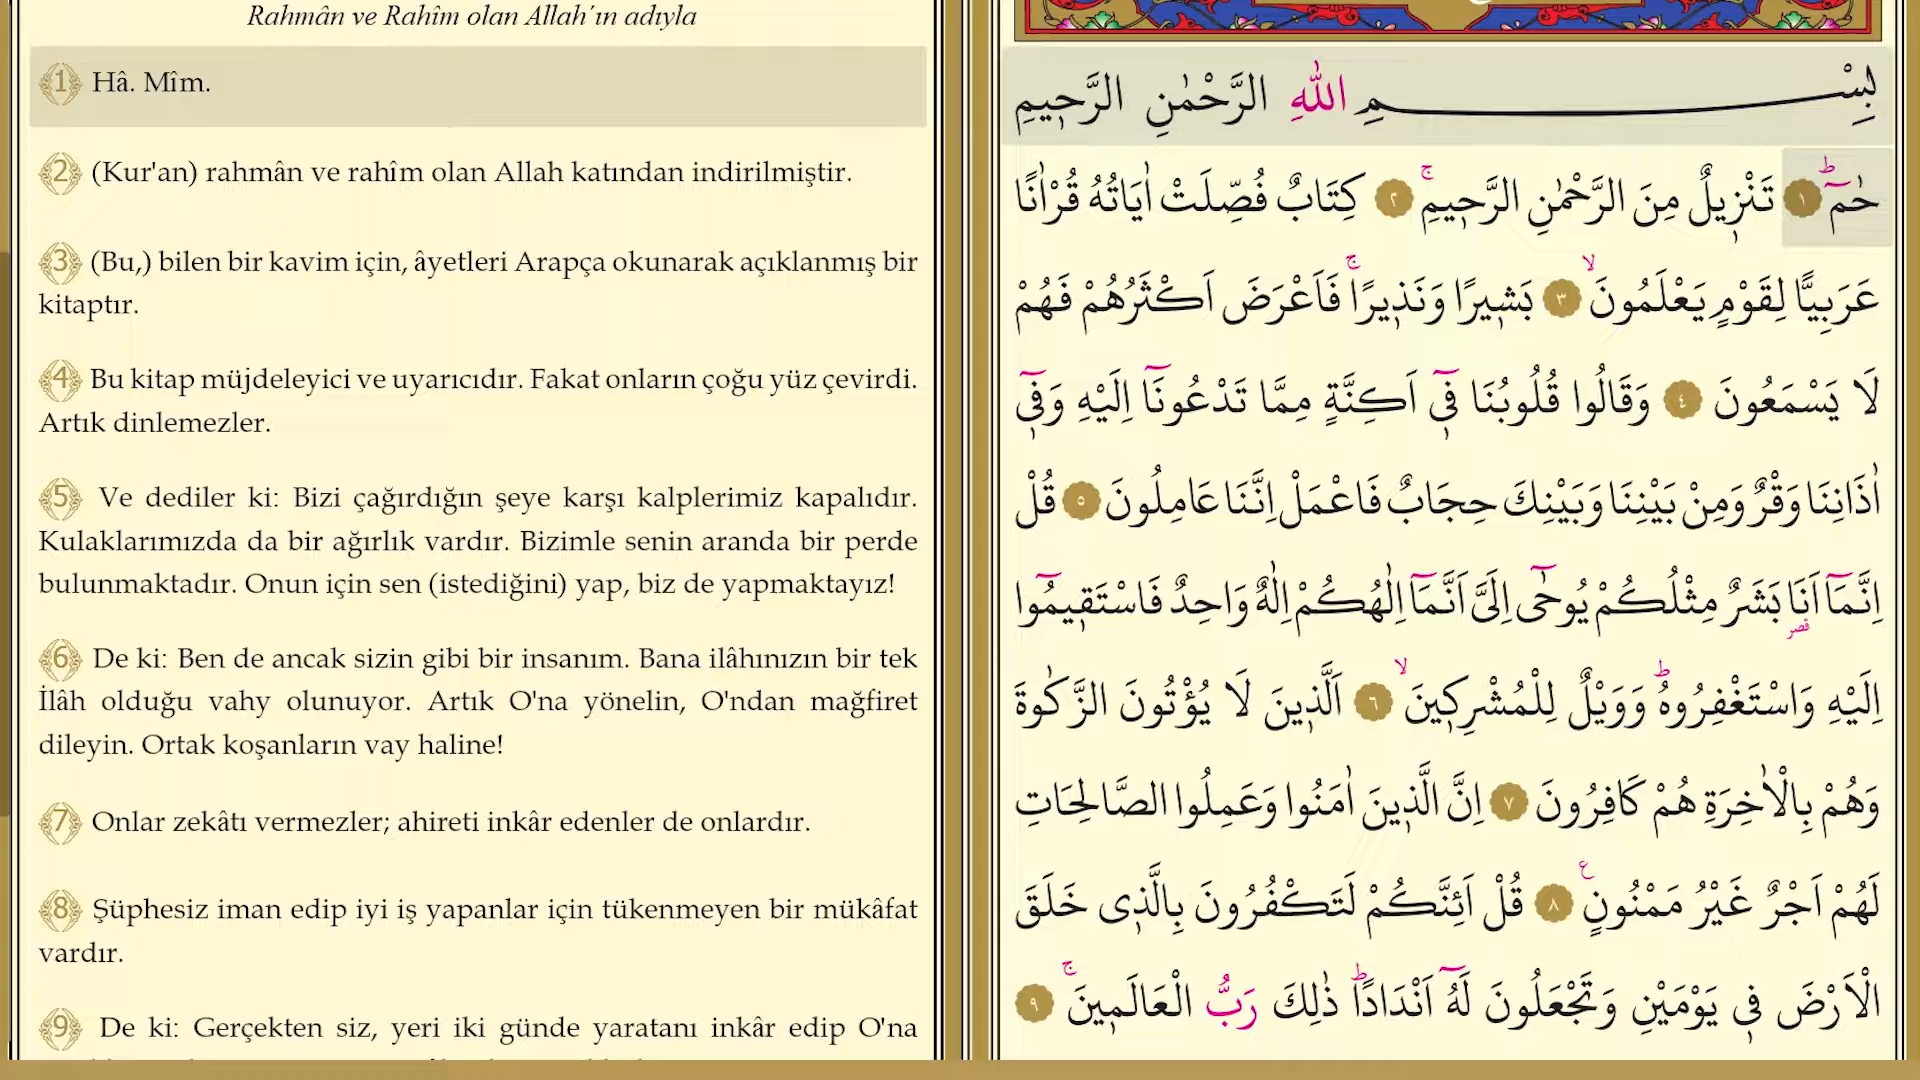 Rahmân ve Rahîm olan Allah´ın adıyla
1 Hâ. Mîm.
2 (Kur'an) rahmân ve rahîm olan Allah katından indirilmiştir.
3 (Bu,) bilen bir kavim için, âyetleri Arapça okunarak açıklanmış bir
kitaptır.
4 Bu kitap müjdeleyici ve uyarıcıdır. Fakat onların çoğu yüz çevirdi.
Artık dinlemezler.
5 Ve dediler ki: Bizi çağırdığın şeye karşı kalplerimiz kapalıdır.
Kulaklarımızda da bir ağırlık vardır. Bizimle senin aranda bir perde
bulunmaktadır. Onun için sen (istediğini) yap, biz de yapmaktayız!
6 De ki: Ben de ancak sizin gibi bir insanım. Bana ilâhınızın bir tek
İlâh olduğu vahy olunuyor. Artık O'na yönelin, O'ndan mağfiret
dileyin. Ortak koşanların vay haline!
7 Onlar zekâtı vermezler; ahireti inkâr edenler de onlardır.
8 Şüphesiz iman edip iyi iş yapanlar için tükenmeyen bir mükâfat
vardır.
9 De ki: Gerçekten siz, yeri iki günde yaratanı inkâr edip O'na
بِسْمِ اللّٰهِ الرَّحْمٰنِ الرَّح۪يمِ
حٰمٓ ۜۚ ١ تَنْز۪يلٌ مِنَ الرَّحْمٰنِ الرَّح۪يمِۚ ٢ كِتَابٌ فُصِّلَتْ اٰيَاتُهُ قُرْاٰنًا
عَرَبِيًّا لِقَوْمٍ يَعْلَمُونَۙ ٣ بَش۪يرًا وَنَذ۪يرًاۚ فَاَعْرَضَ اَكْثَرُهُمْ فَهُمْ
لَا يَسْمَعُونَ ٤ وَقَالُوا قُلُوبُنَا ف۪ٓي اَكِنَّةٍ مِمَّا تَدْعُونَٓا اِلَيْهِ وَف۪ٓي
اٰذَانِنَا وَقْرٌ وَمِنْ بَيْنِنَا وَبَيْنِكَ حِجَابٌ فَاعْمَلْ اِنَّنَا عَامِلُونَ ٥ قُلْ
اِنَّمَٓا اَنَا۬ بَشَرٌ مِثْلُكُمْ يُوحٰٓى اِلَيَّ اَنَّمَٓا اِلٰهُكُمْ اِلٰهٌ وَاحِدٌ فَاسْتَق۪يمُٓوا
اِلَيْهِ وَاسْتَغْفِرُوهُۜ وَوَيْلٌ لِلْمُشْرِك۪ينَۙ ٦ اَلَّذ۪ينَ لَا يُؤْتُونَ الزَّكٰوةَ
وَهُمْ بِالْاٰخِرَةِ هُمْ كَافِرُونَ ٧ اِنَّ الَّذ۪ينَ اٰمَنُوا وَعَمِلُوا الصَّالِحَاتِ
لَهُمْ اَجْرٌ غَيْرُ مَمْنُونٍ۟ ٨ قُلْ اَئِنَّكُمْ لَتَكْفُرُونَ بِالَّذ۪ي خَلَقَ
الْاَرْضَ ف۪ي يَوْمَيْنِ وَتَجْعَلُونَ لَهُٓ اَنْدَادًاۜ ذٰلِكَ رَبُّ الْعَالَم۪ينَۚ ٩